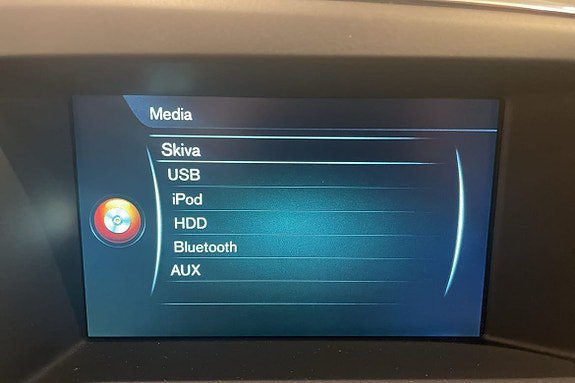 Media
Skiva
USB
iPod
HDD
Bluetooth
AUX